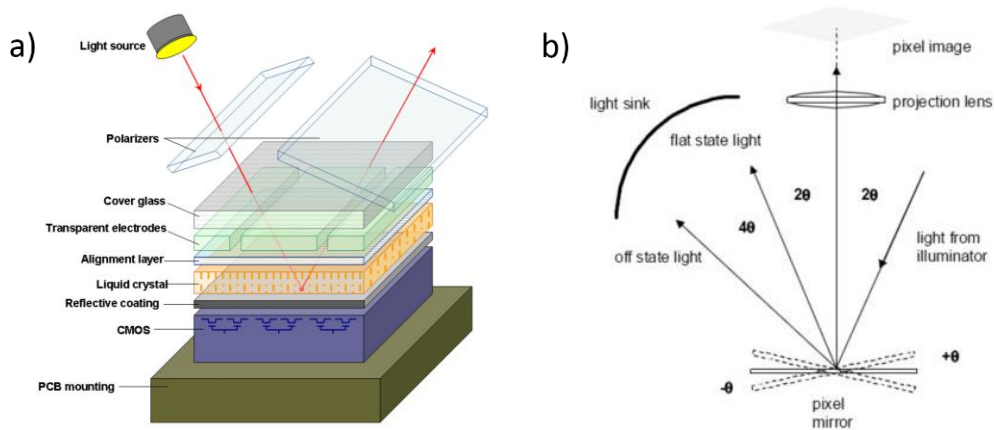 a)
Light source
Polarizers
Cover glass
Transparent electrodes
Alignment layer
Liquid crystal
Reflective coating
CMOS
PCB mounting
b)
pixel image
light sink
projection lens
flat state light
2θ
2θ
4θ
off state light
light from
illuminator
+θ
-θ
pixel
mirror